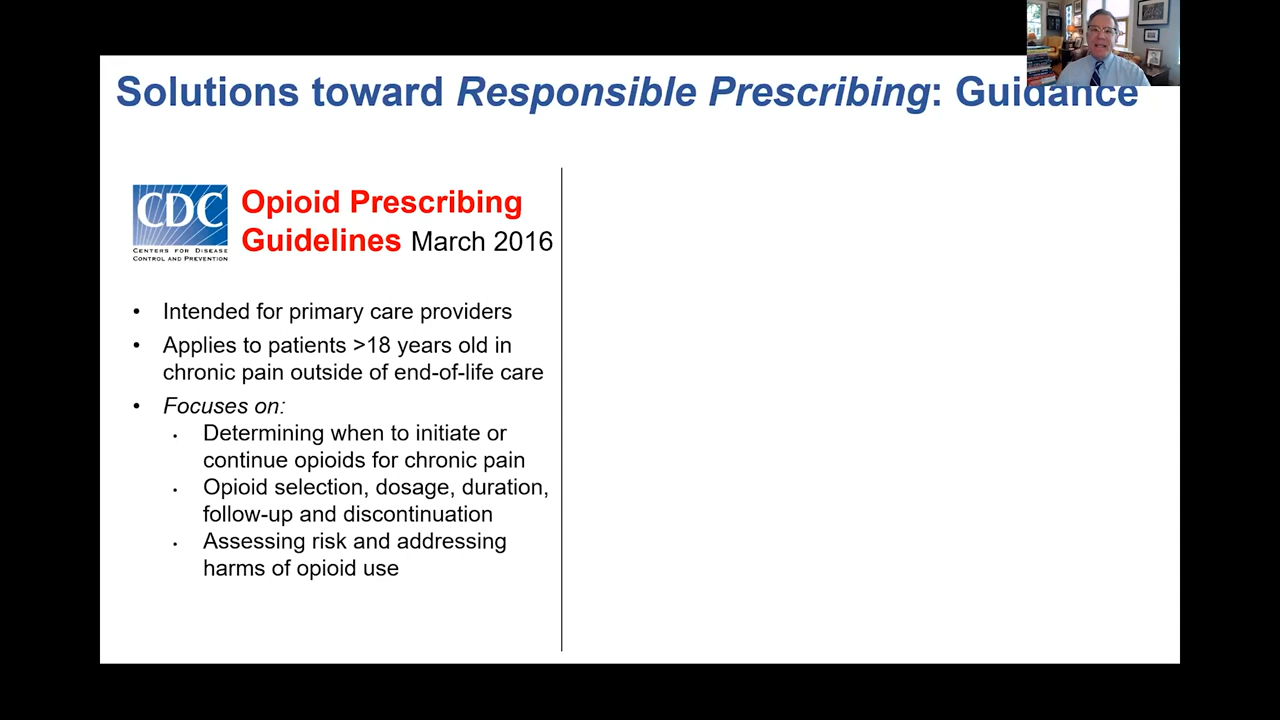 Solutions toward Responsible Prescribing: Guidance
CDC
CENTERS FOR DISEASE
CONTROL AND PREVENTION
Opioid Prescribing
Guidelines March 2016
• Intended for primary care providers
• Applies to patients >18 years old in
chronic pain outside of end-of-life care
• Focuses on:
• Determining when to initiate or
continue opioids for chronic pain
• Opioid selection, dosage, duration,
follow-up and discontinuation
• Assessing risk and addressing
harms of opioid use